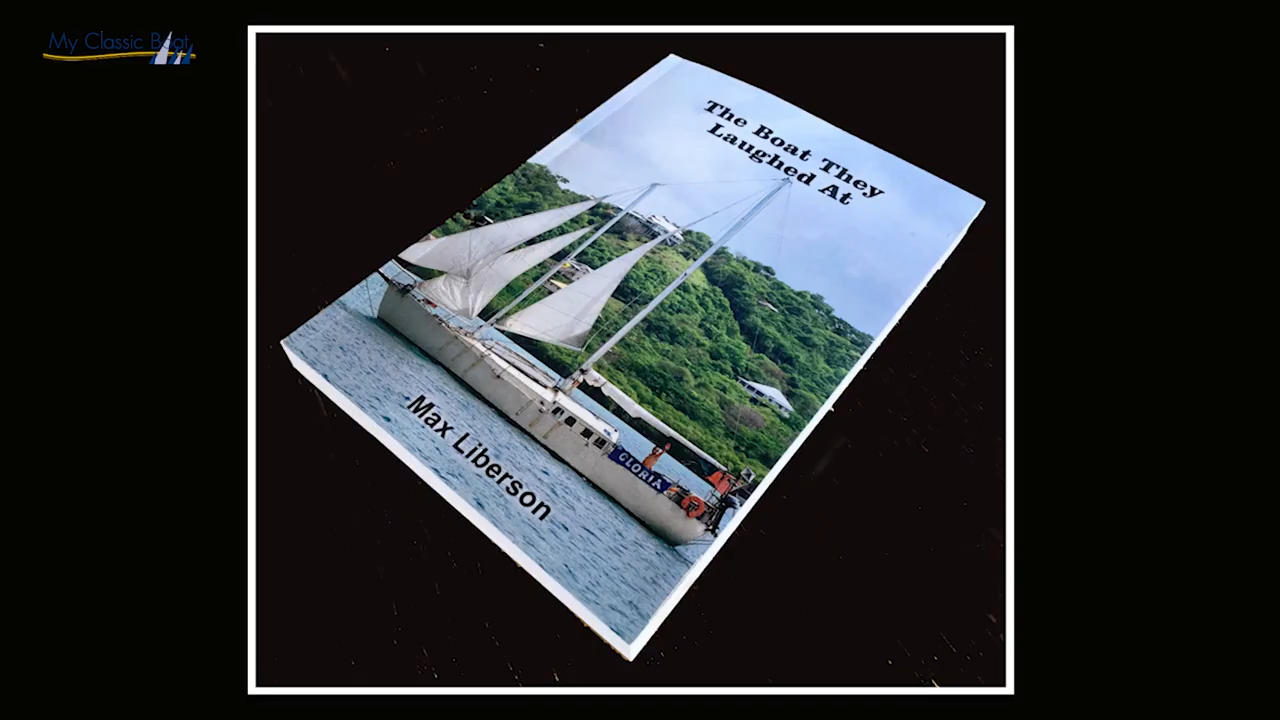 My Classic Boat
The Boat They
Laughed At
Max Liberson
GLORIA